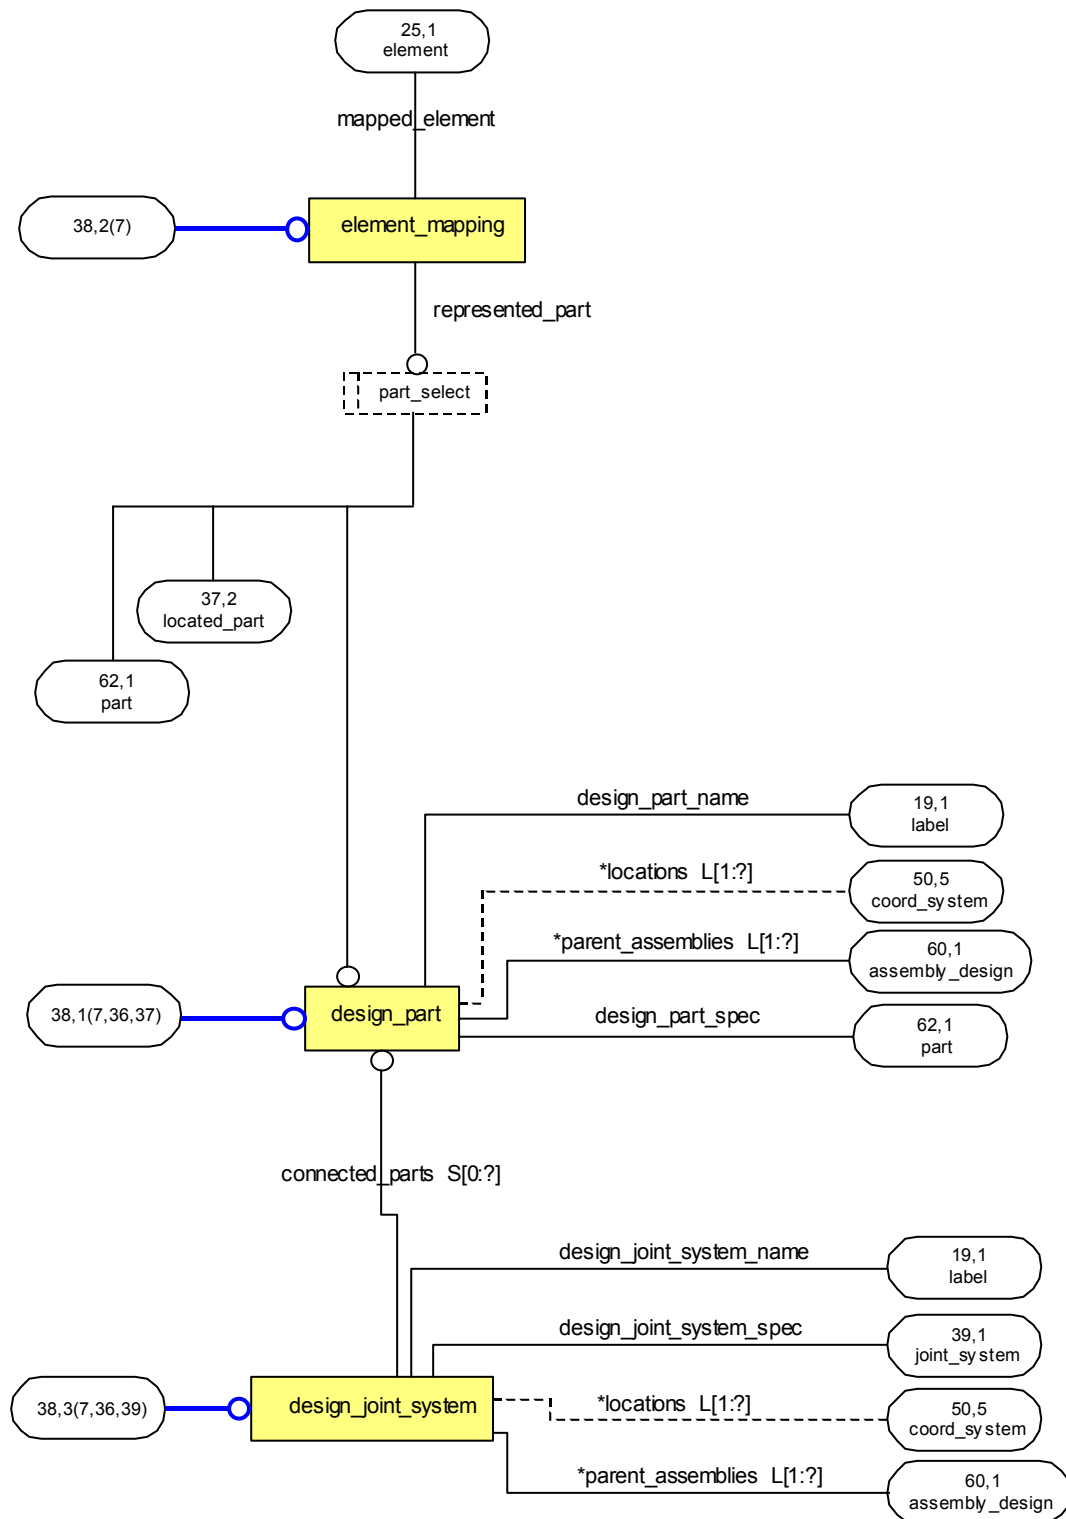 25,1
element
mapped_element
38,2(7)
element_mapping
represented_part
part_select
37,2
located_part
62,1
part
design_part_name
19,1
label
*locations L[1:?]
50,5
coord_system
*parent_assemblies L[1:?]
60,1
assembly_design
38,1(7,36,37)
design_part
design_part_spec
62,1
part
connected_parts S[0:?]
design_joint_system_name
19,1
label
design_joint_system_spec
39,1
joint_system
38,3(7,36,39)
design_joint_system
*locations L[1:?]
50,5
coord_system
*parent_assemblies L[1:?]
60,1
assembly_design